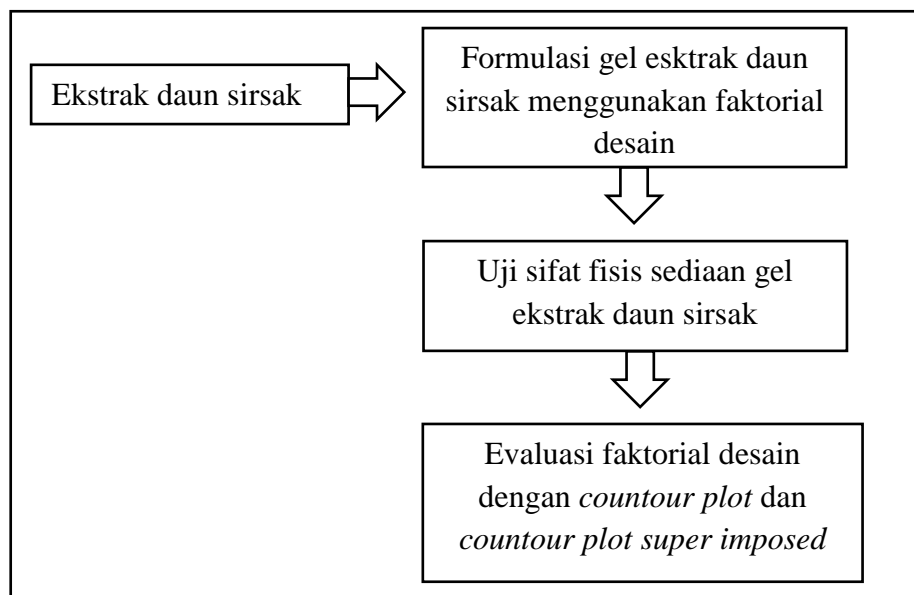 Ekstrak daun sirsak
Formulasi gel esktrak daun
sirsak menggunakan faktorial
desain
Uji sifat fisis sediaan gel
ekstrak daun sirsak
Evaluasi faktorial desain
dengan countour plot dan
countour plot super imposed